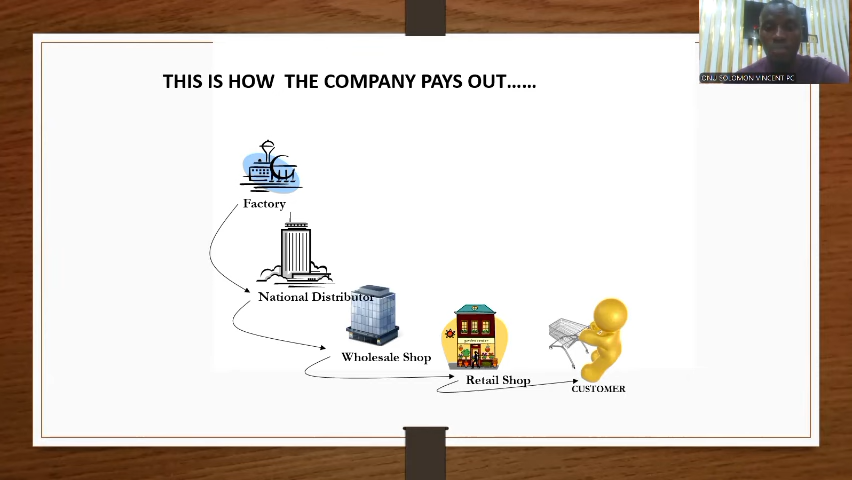 THIS IS HOW THE COMPANY PAYS OUT......
ONU SOLOMON VINCENT PC
Factory
National Distributor
Wholesale Shop
Retail Shop
CUSTOMER